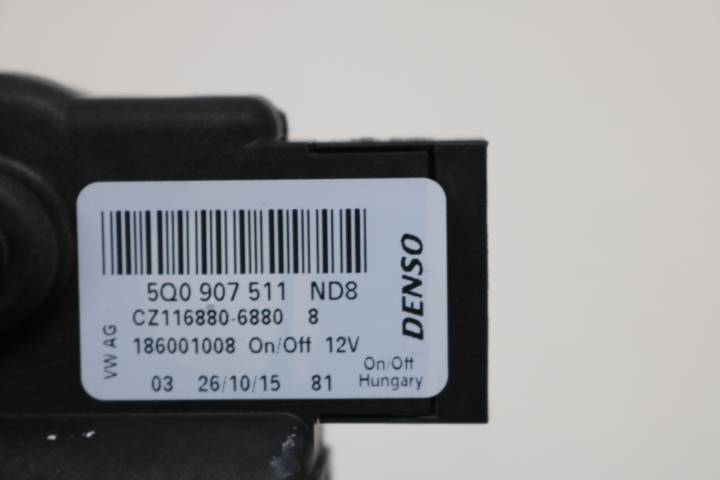 5Q0 907 511 ND8
CZ116880-6880 8
186001008 On/Off 12V
03 26/10/15 81
VW AG
DENSO
On/Off
Hungary